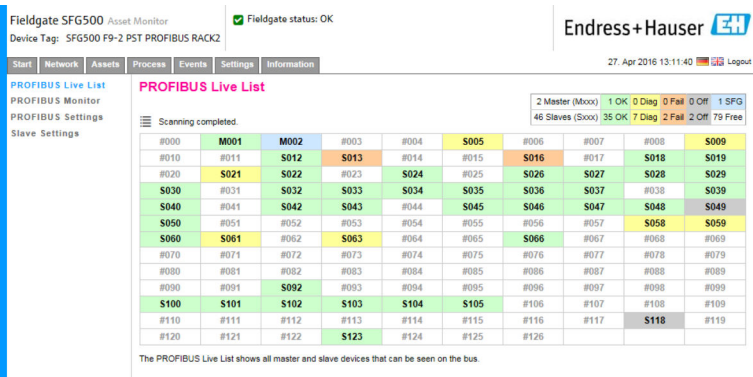 Fieldgate SFG500 Asset Monitor
Device Tag: SFG500 F9-2 PST PROFIBUS RACK2
Fieldgate status: OK
Endress+Hauser EH
Start Network Assets Process Events Settings Information
27. Apr 2016 13:11:40 Logout
PROFIBUS Live List
PROFIBUS Monitor
PROFIBUS Settings
Slave Settings
PROFIBUS Live List
2 Master (Mxxx) 1 OK 0 Diag 0 Fail 0 Off 1 SFG
46 Slaves (Sxxx) 35 OK 7 Diag 2 Fail 2 Off 79 Free
Scanning completed.
#000 M001 M002 #003 #004 S005 #006 #007 #008 S009
#010 #011 S012 S013 #014 #015 S016 #017 S018 S019
#020 S021 S022 #023 S024 #025 S026 S027 S028 S029
S030 #031 S032 S033 S034 S035 S036 S037 #038 S039
S040 #041 S042 S043 #044 S045 S046 S047 S048 S049
S050 #051 #052 #053 #054 #055 #056 #057 S058 S059
S060 S061 #062 S063 #064 #065 S066 #067 #068 #069
#070 #071 #072 #073 #074 #075 #076 #077 #078 #079
#080 #081 #082 #083 #084 #085 #086 #087 #088 #089
#090 #091 S092 #093 #094 #095 #096 #097 #098 #099
S100 S101 S102 S103 S104 S105 #106 #107 #108 #109
#110 #111 #112 #113 #114 #115 #116 #117 S118 #119
#120 #121 #122 S123 #124 #125 #126
The PROFIBUS Live List shows all master and slave devices that can be seen on the bus.